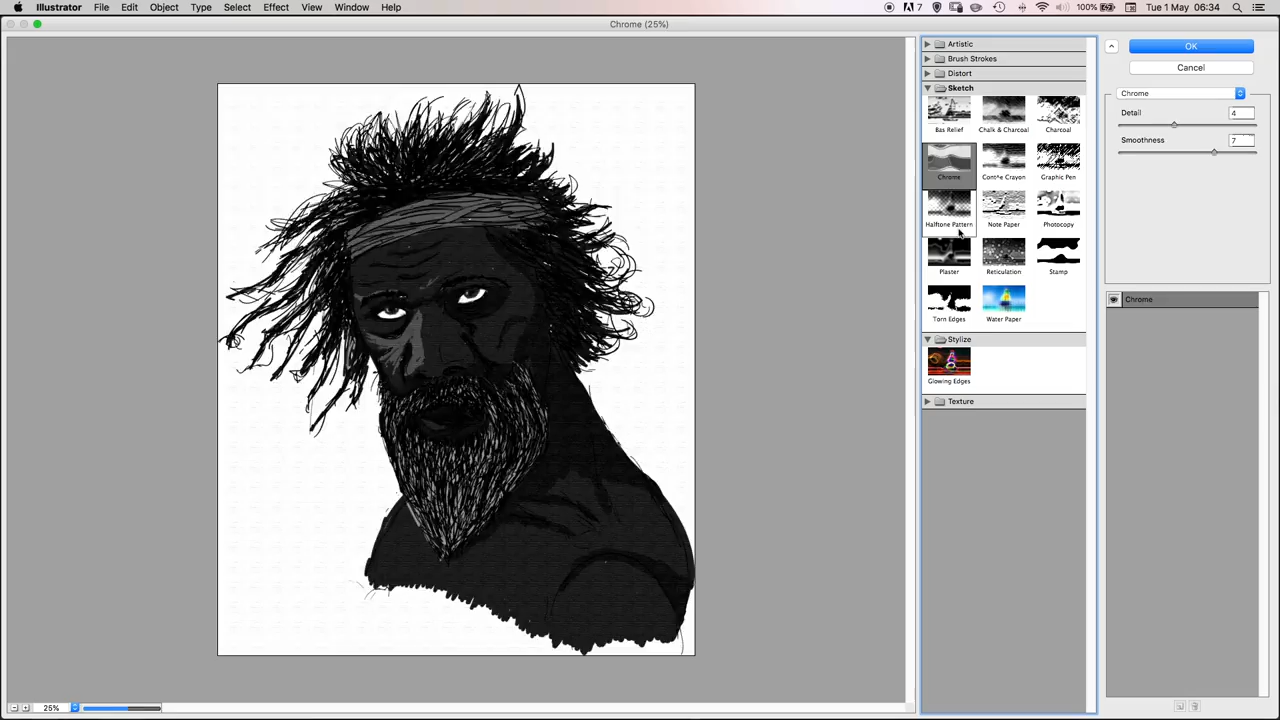 Illustrator File Edit Object Type Select Effect View Window Help 7 100% Tue 1 May 06:34
Chrome (25%)
Artistic
Brush Strokes
Distort
Sketch
Bas Relief Chalk & Charcoal Charcoal
Chrome Cont^e Crayon Graphic Pen
Halftone Pattern Note Paper Photocopy
Plaster Reticulation Stamp
Torn Edges Water Paper
Stylize
Glowing Edges
Texture
OK
Cancel
Chrome
Detail 4
Smoothness 7
Chrome
25%